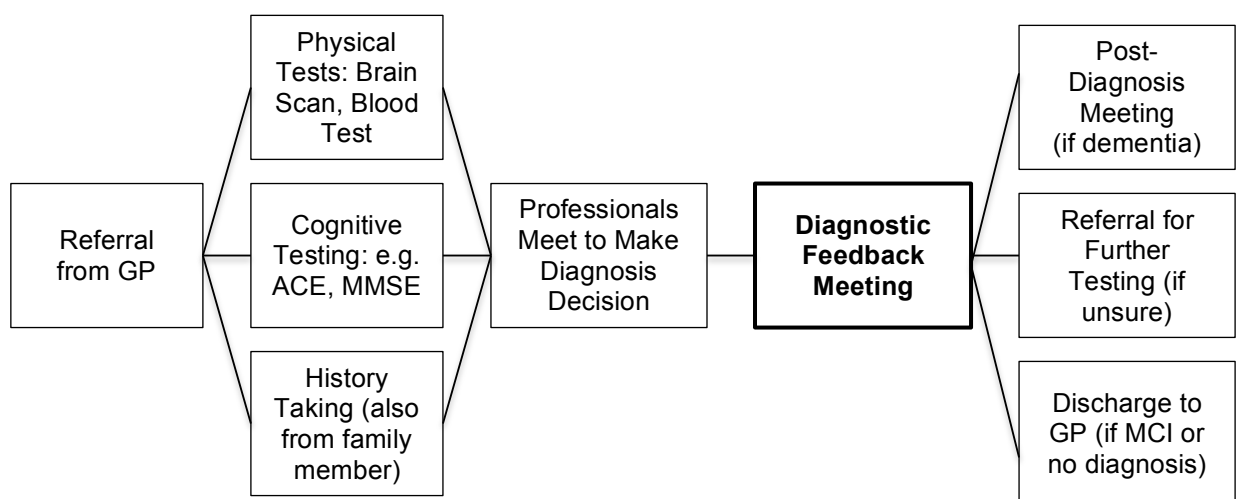 Referral
from GP
Physical
Tests: Brain
Scan, Blood
Test
Cognitive
Testing: e.g.
ACE, MMSE
History
Taking (also
from family
member)
Professionals
Meet to Make
Diagnosis
Decision
Diagnostic
Feedback
Meeting
Post-
Diagnosis
Meeting
(if dementia)
Referral for
Further
Testing (if
unsure)
Discharge to
GP (if MCI or
no diagnosis)